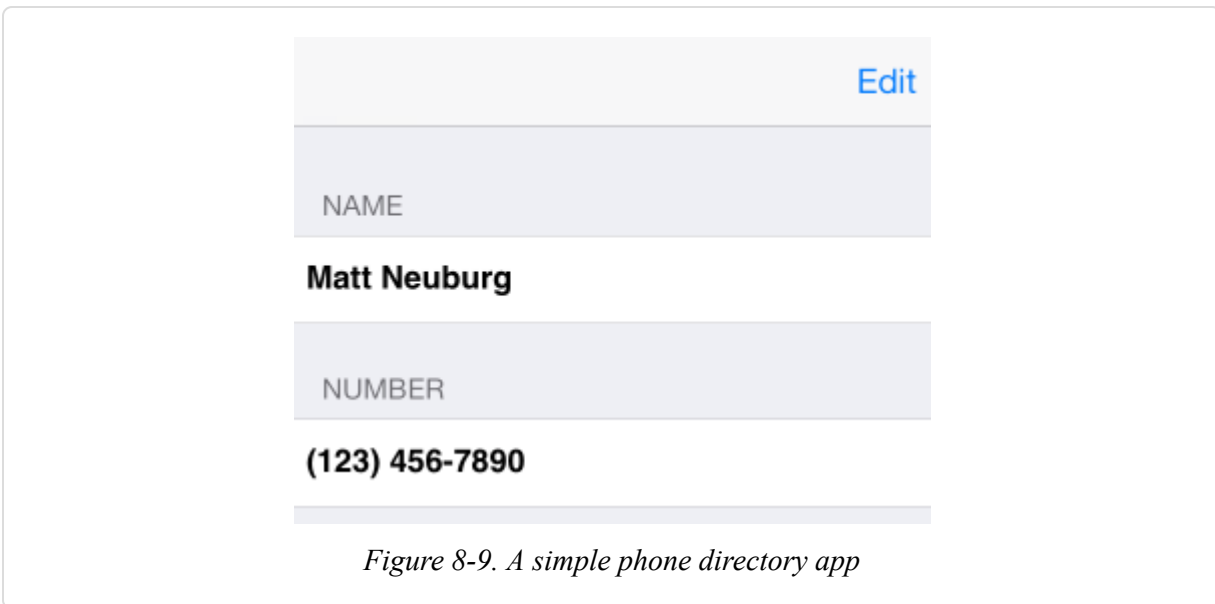 Edit
NAME
Matt Neuburg
NUMBER
(123) 456-7890
Figure 8-9. A simple phone directory app